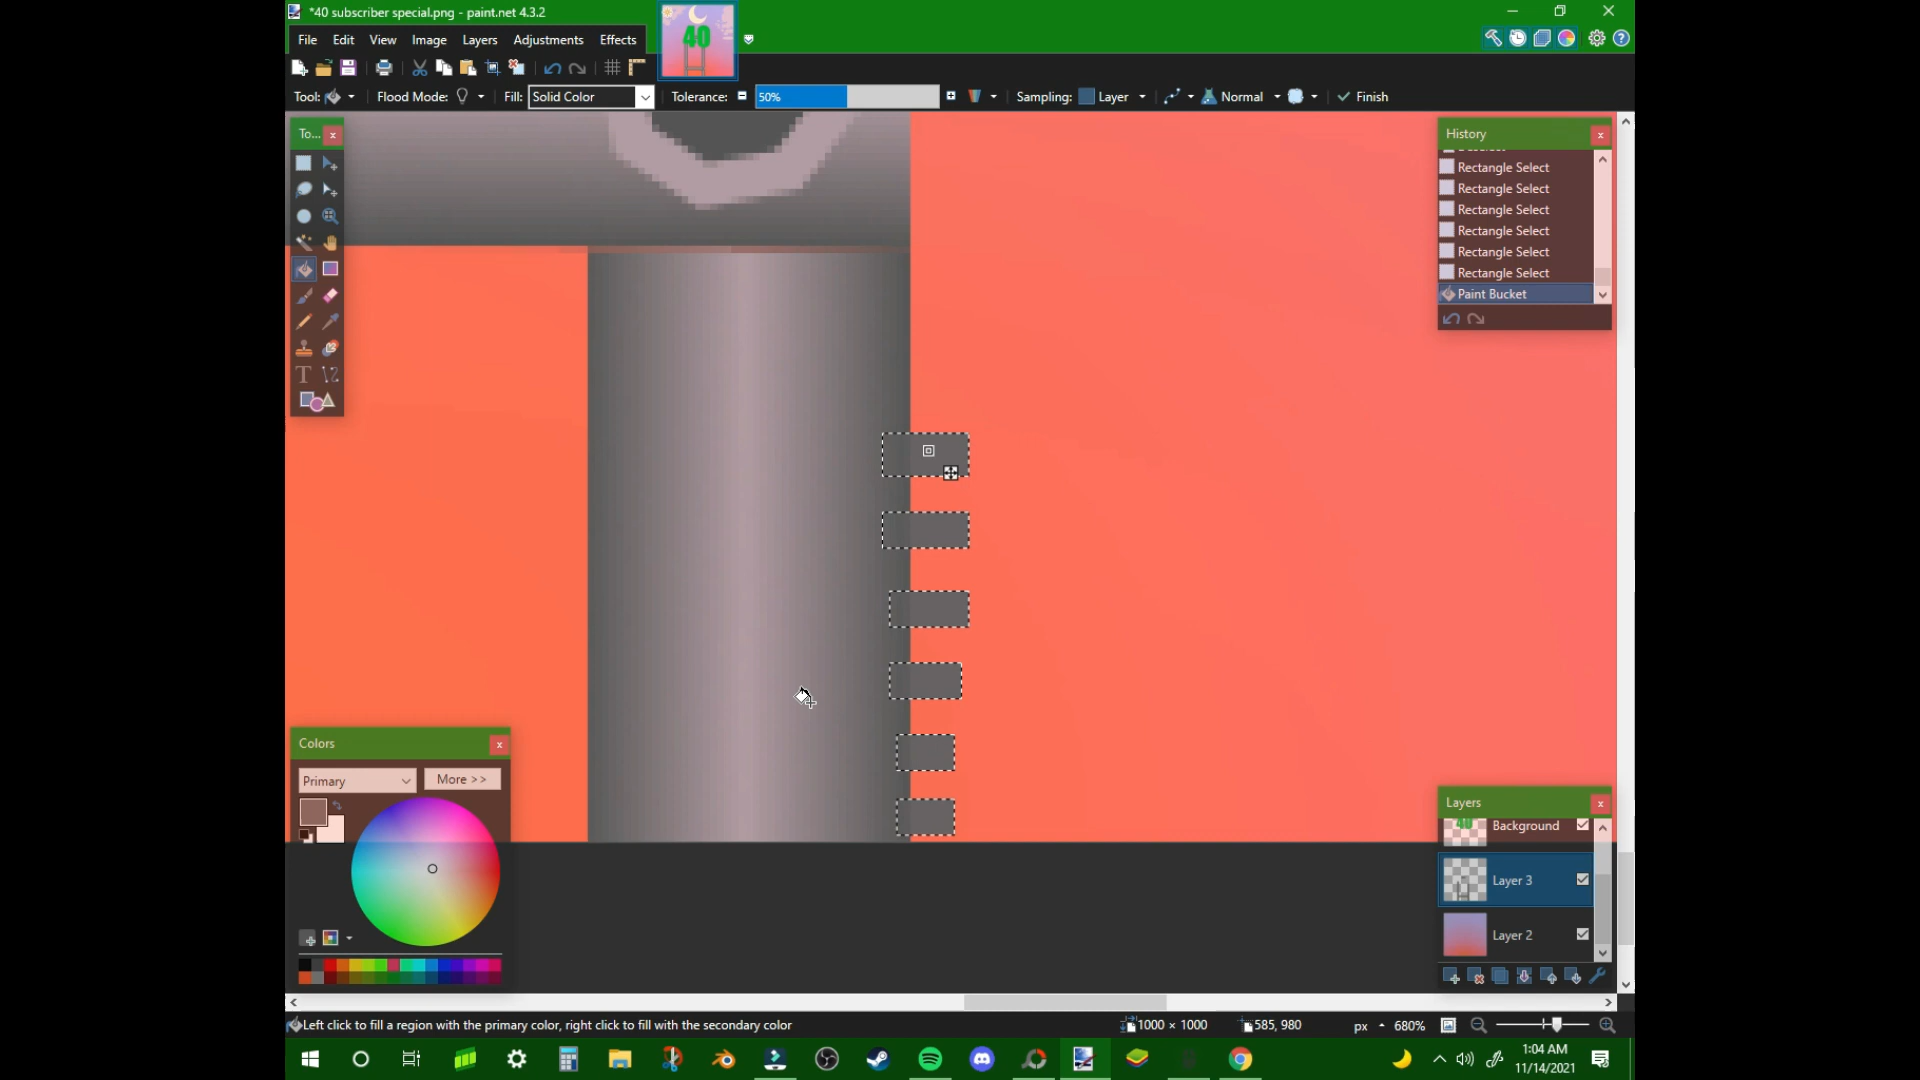 *40 subscriber special.png - paint.net 4.3.2
File Edit View Image Layers Adjustments Effects
40
Tool: Flood Mode: Fill: Solid Color Tolerance: 50% Sampling: Layer Normal Finish
To...
History
Rectangle Select
Rectangle Select
Rectangle Select
Rectangle Select
Rectangle Select
Rectangle Select
Paint Bucket
Colors
Primary
More >>
Layers
40 Background
Layer 3
Layer 2
Left click to fill a region with the primary color, right click to fill with the secondary color
1000 × 1000
585, 980
px
680%
1:04 AM
11/14/2021